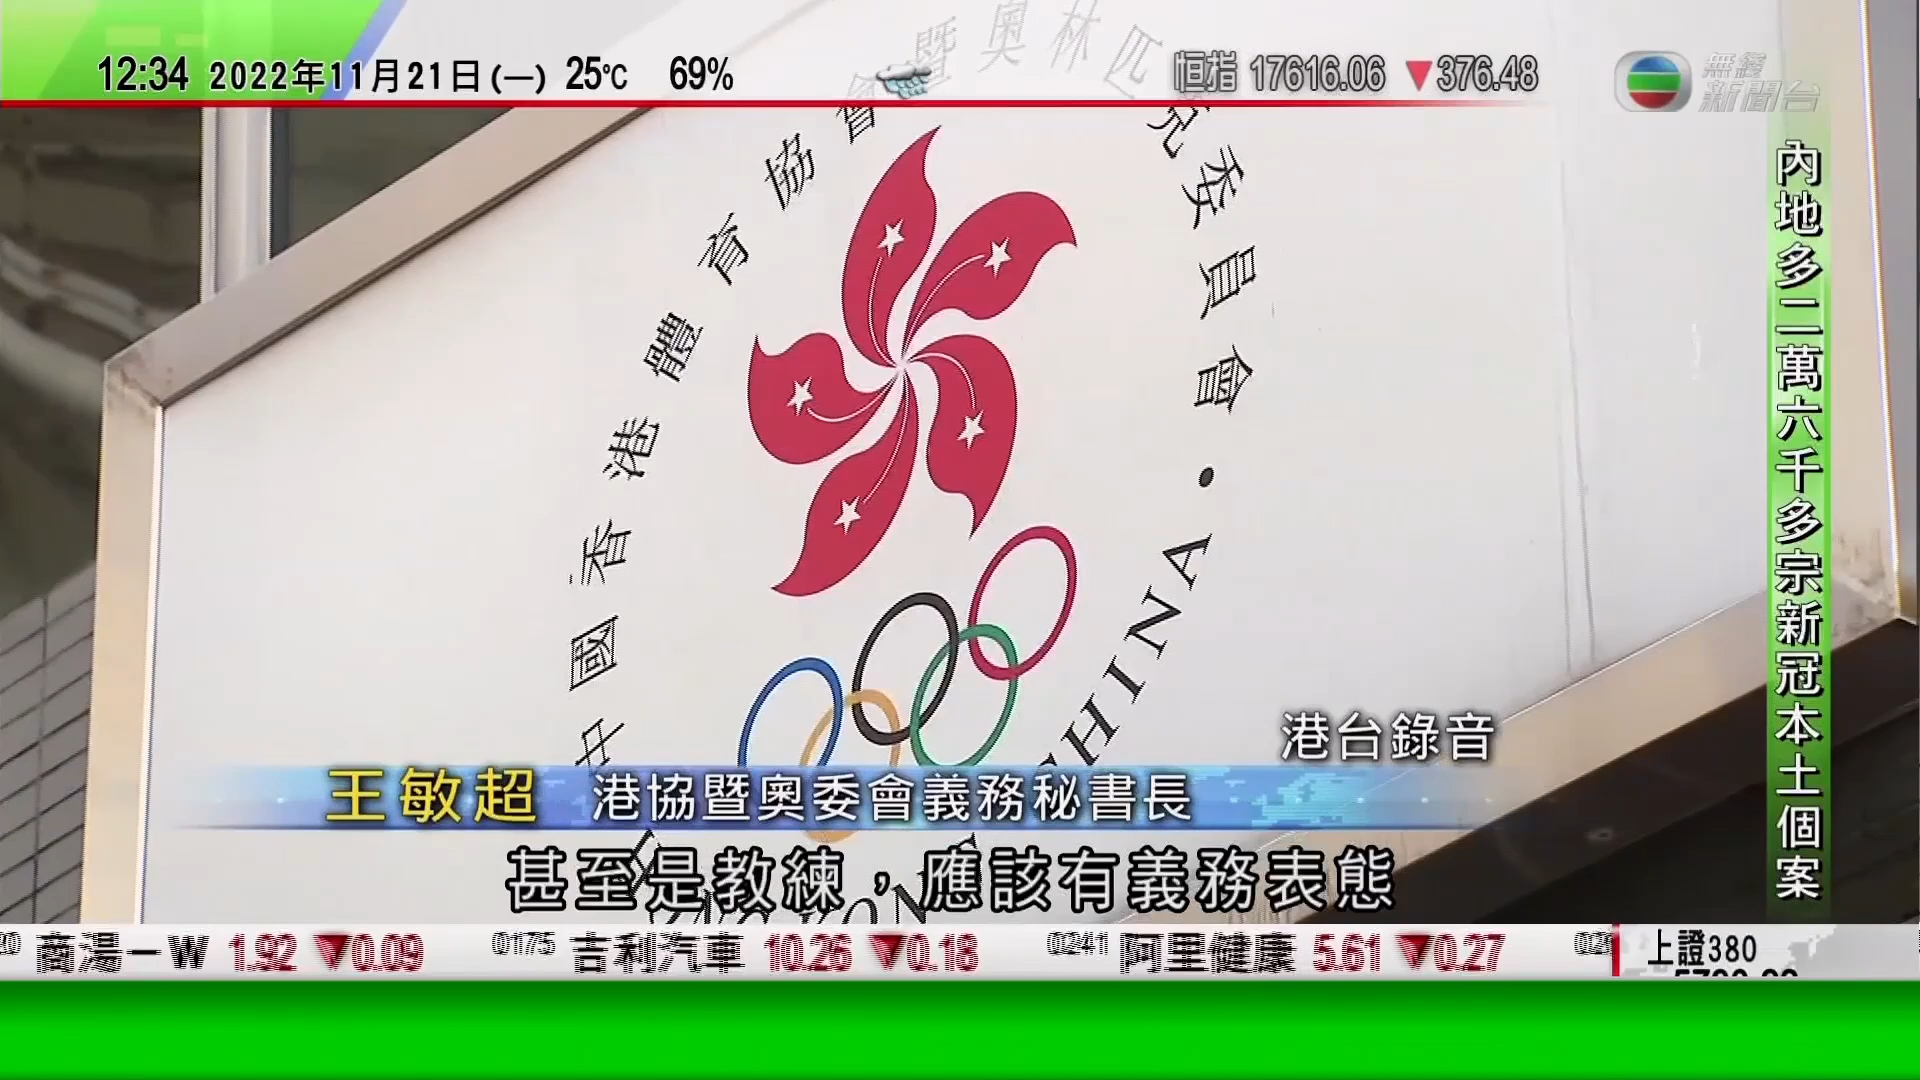 12:34 2022年11月21日(一) 25℃ 69% 恒指 17616.06 ▼376.48
無綫
新聞台
內地多二萬六千多宗新冠本土個案
中國香港體育協會暨奧林匹克委員會・
CHINA
港台錄音
王敏超 港協暨奧委會義務秘書長
甚至是教練，應該有義務表態
商湯－W 1.92 ▼0.09 0175 吉利汽車 10.26 ▼0.18 0241 阿里健康 5.61 ▼0.27
上證380